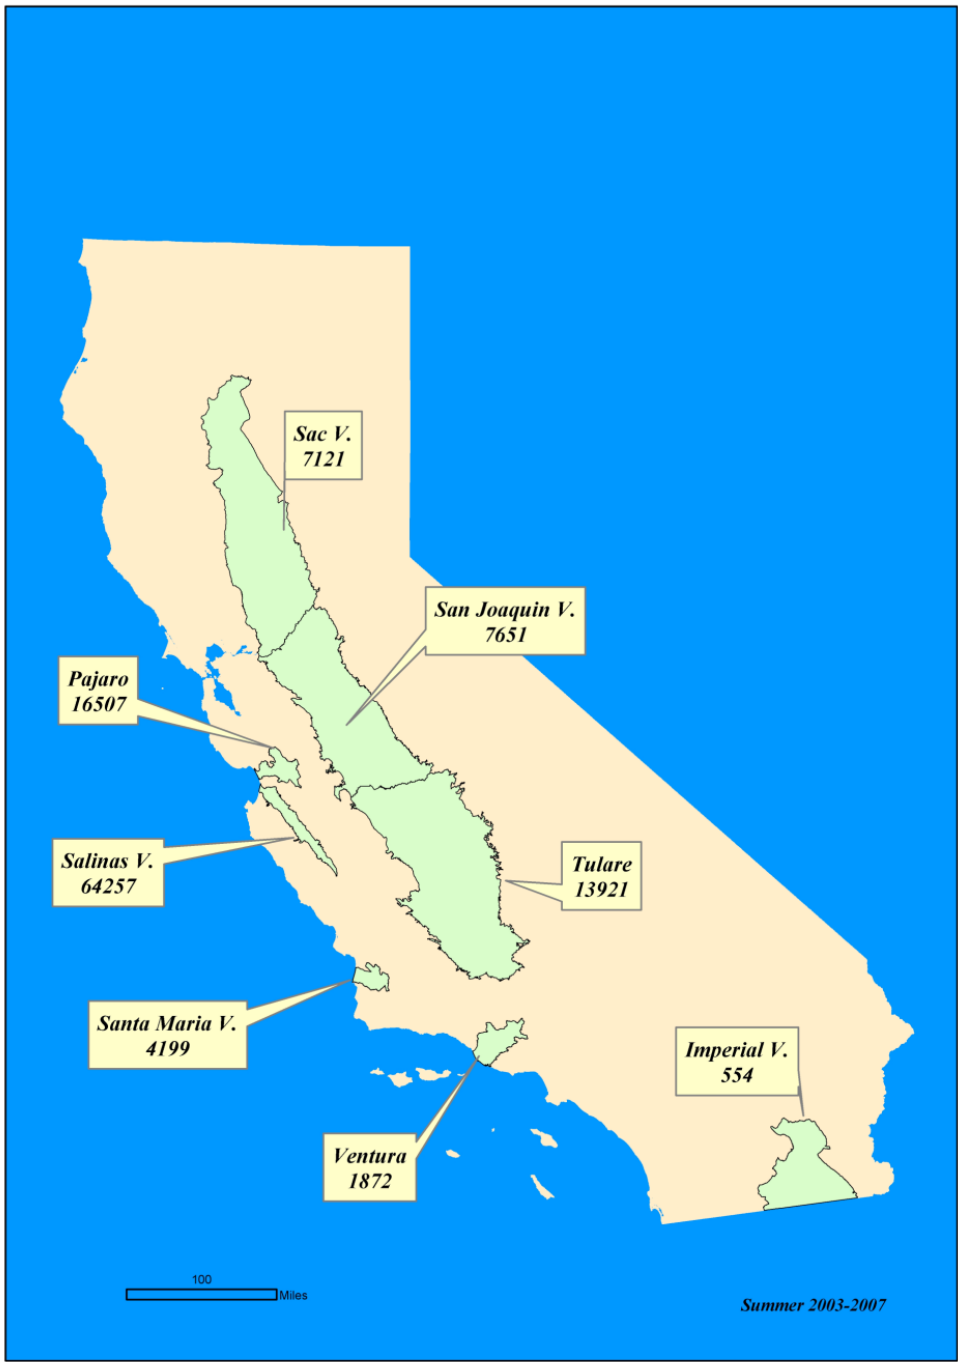 Sac V.
7121
San Joaquin V.
7651
Pajaro
16507
Salinas V.
64257
Tulare
13921
Santa Maria V.
4199
Imperial V.
554
Ventura
1872
100
Miles
Summer 2003-2007